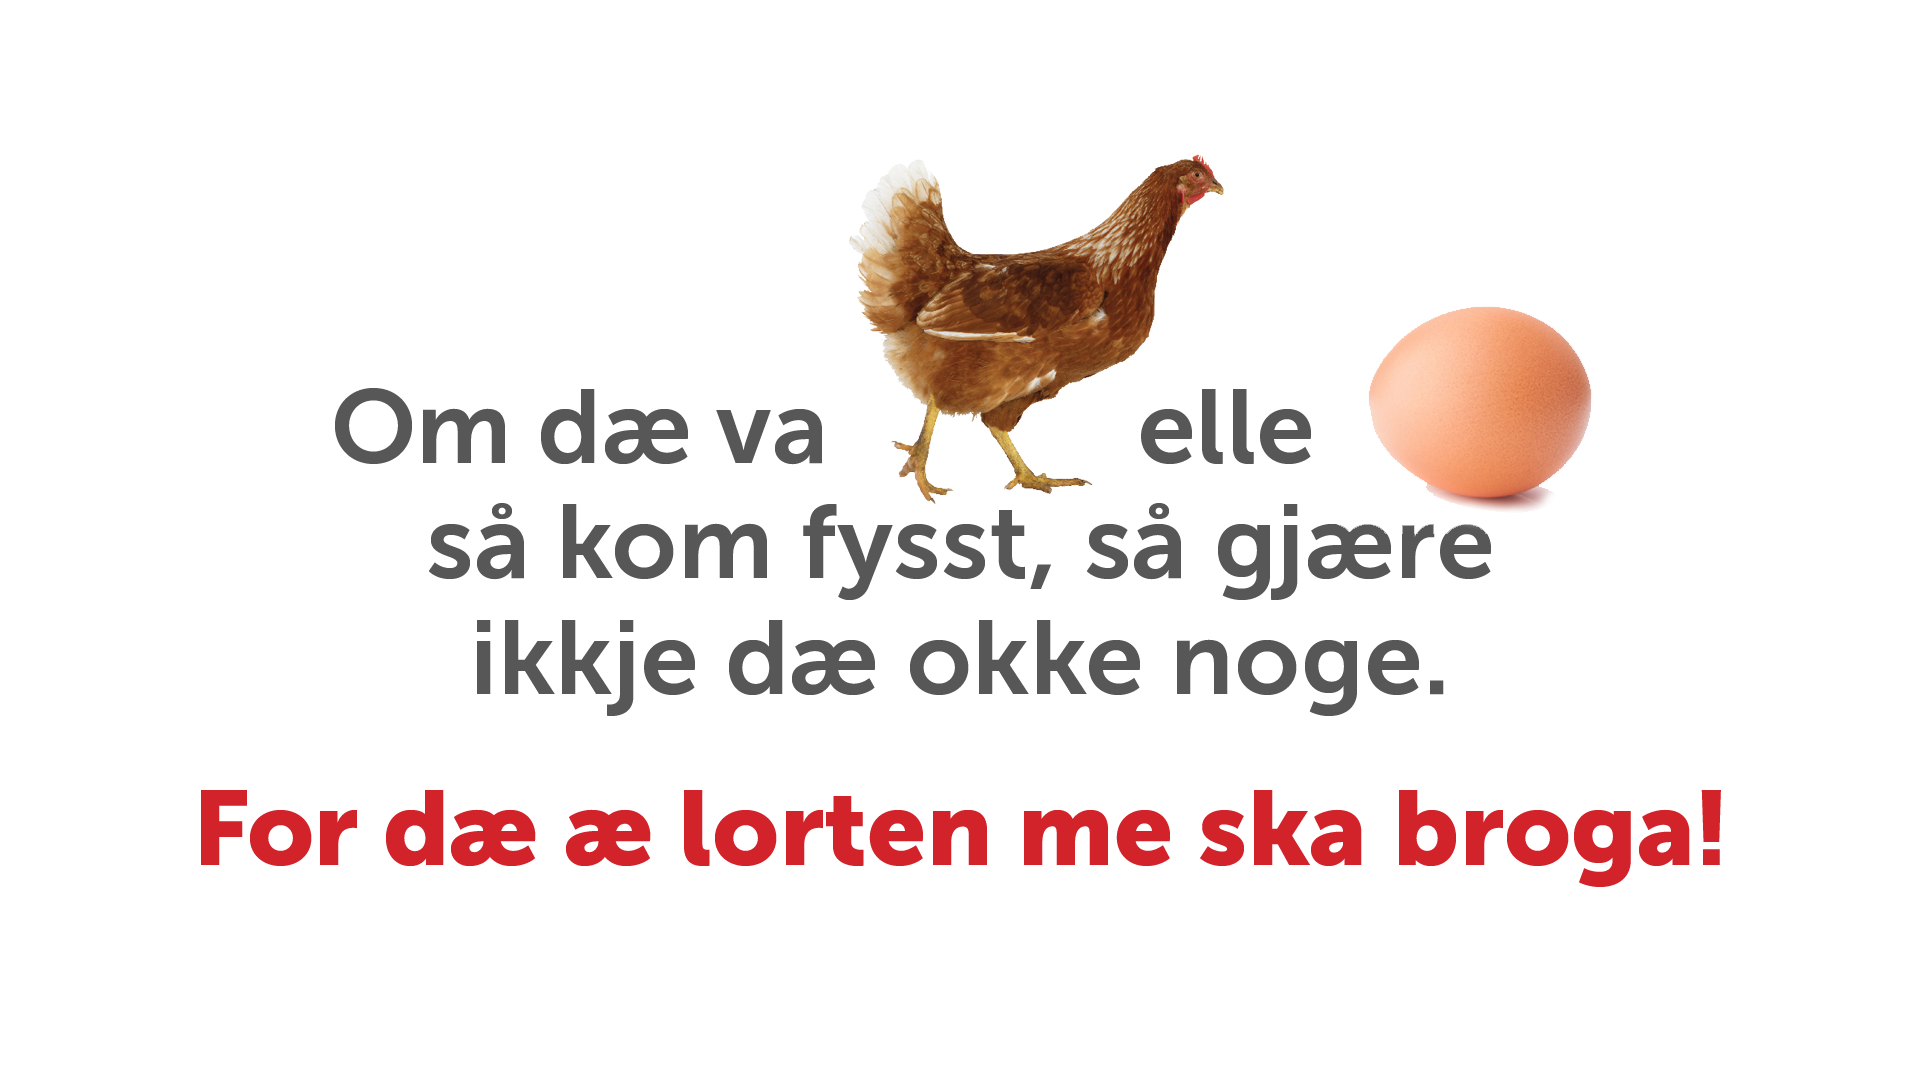 Om dæ va elle
så kom fysst, så gjære
ikkje dæ okke noge.
For dæ æ lorten me ska broga!